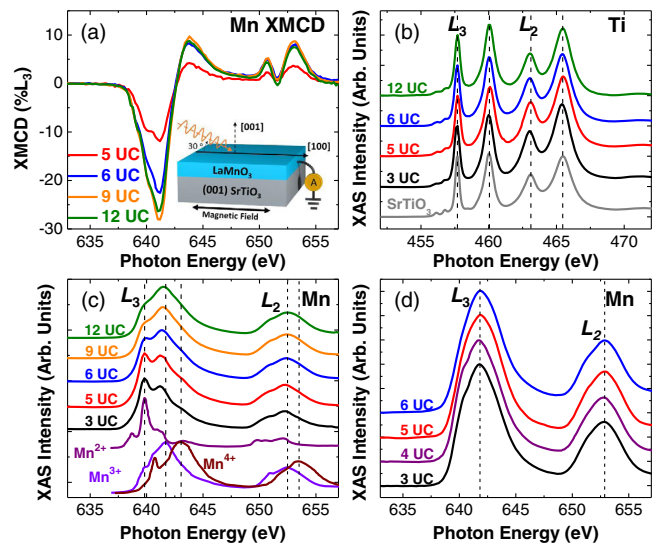 (a) Mn XMCD
XMCD (%L₃)
10
0
-10
-20
-30
5 UC
6 UC
9 UC
12 UC
30 °
[001]
[100]
LaMnO₃
(001) SrTiO₃
A
Magnetic Field
635 640 645 650 655
Photon Energy (eV)
(b) L₃ L₂ Ti
XAS Intensity (Arb. Units)
12 UC
6 UC
5 UC
3 UC
SrTiO₃
455 460 465 470
Photon Energy (eV)
(c) L₃ L₂ Mn
XAS Intensity (Arb. Units)
12 UC
9 UC
6 UC
5 UC
3 UC
Mn²⁺
Mn³⁺
Mn⁴⁺
635 640 645 650 655
Photon Energy (eV)
(d) L₃ L₂ Mn
XAS Intensity (Arb. Units)
6 UC
5 UC
4 UC
3 UC
635 640 645 650 655
Photon Energy (eV)